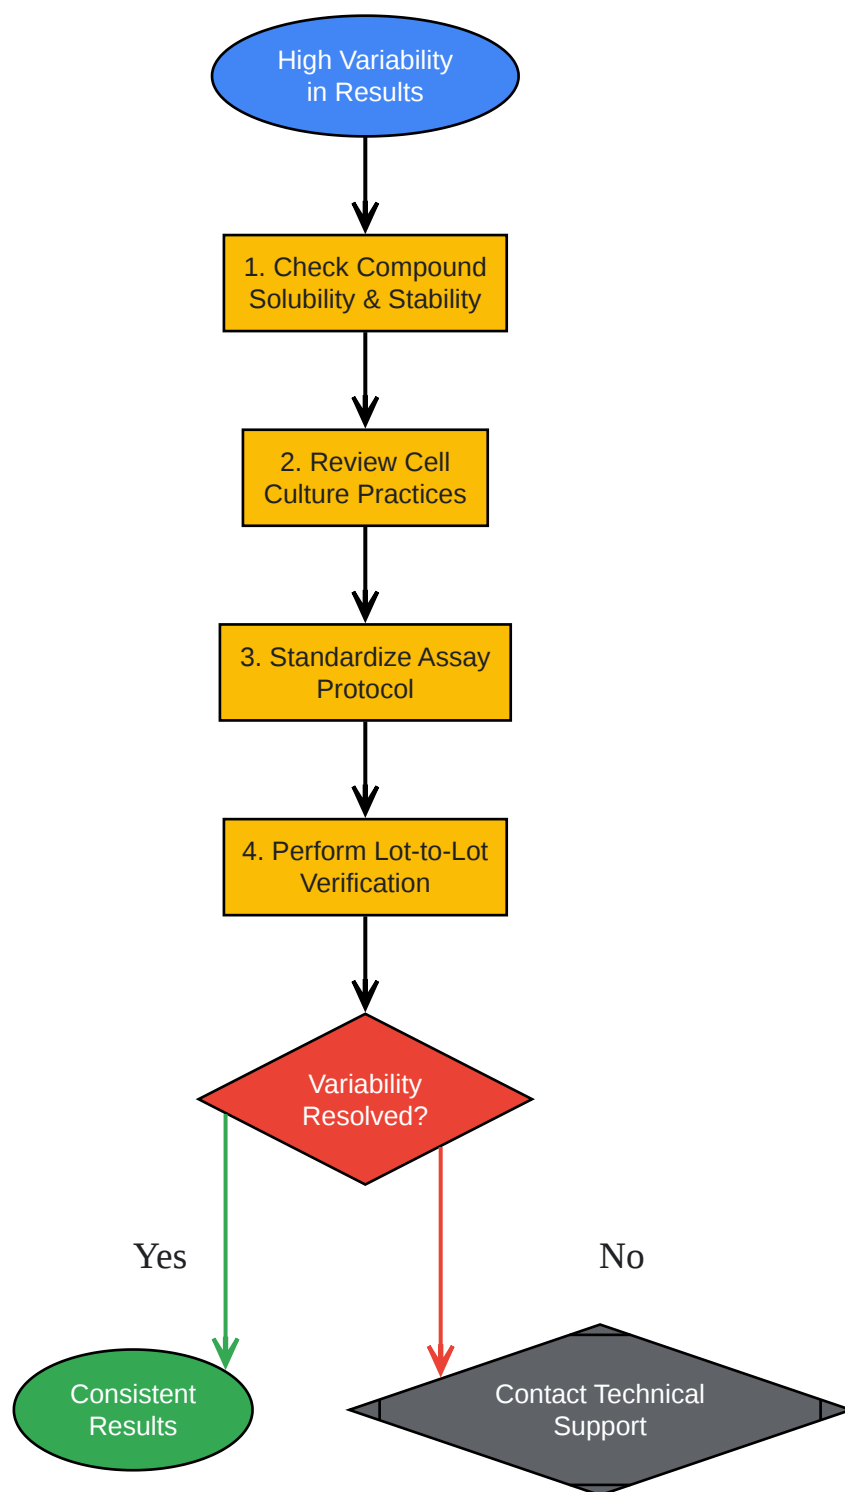 High Variability
in Results
1. Check Compound
Solubility & Stability
2. Review Cell
Culture Practices
3. Standardize Assay
Protocol
4. Perform Lot-to-Lot
Verification
Variability
Resolved?
Yes
No
Consistent
Results
Contact Technical
Support